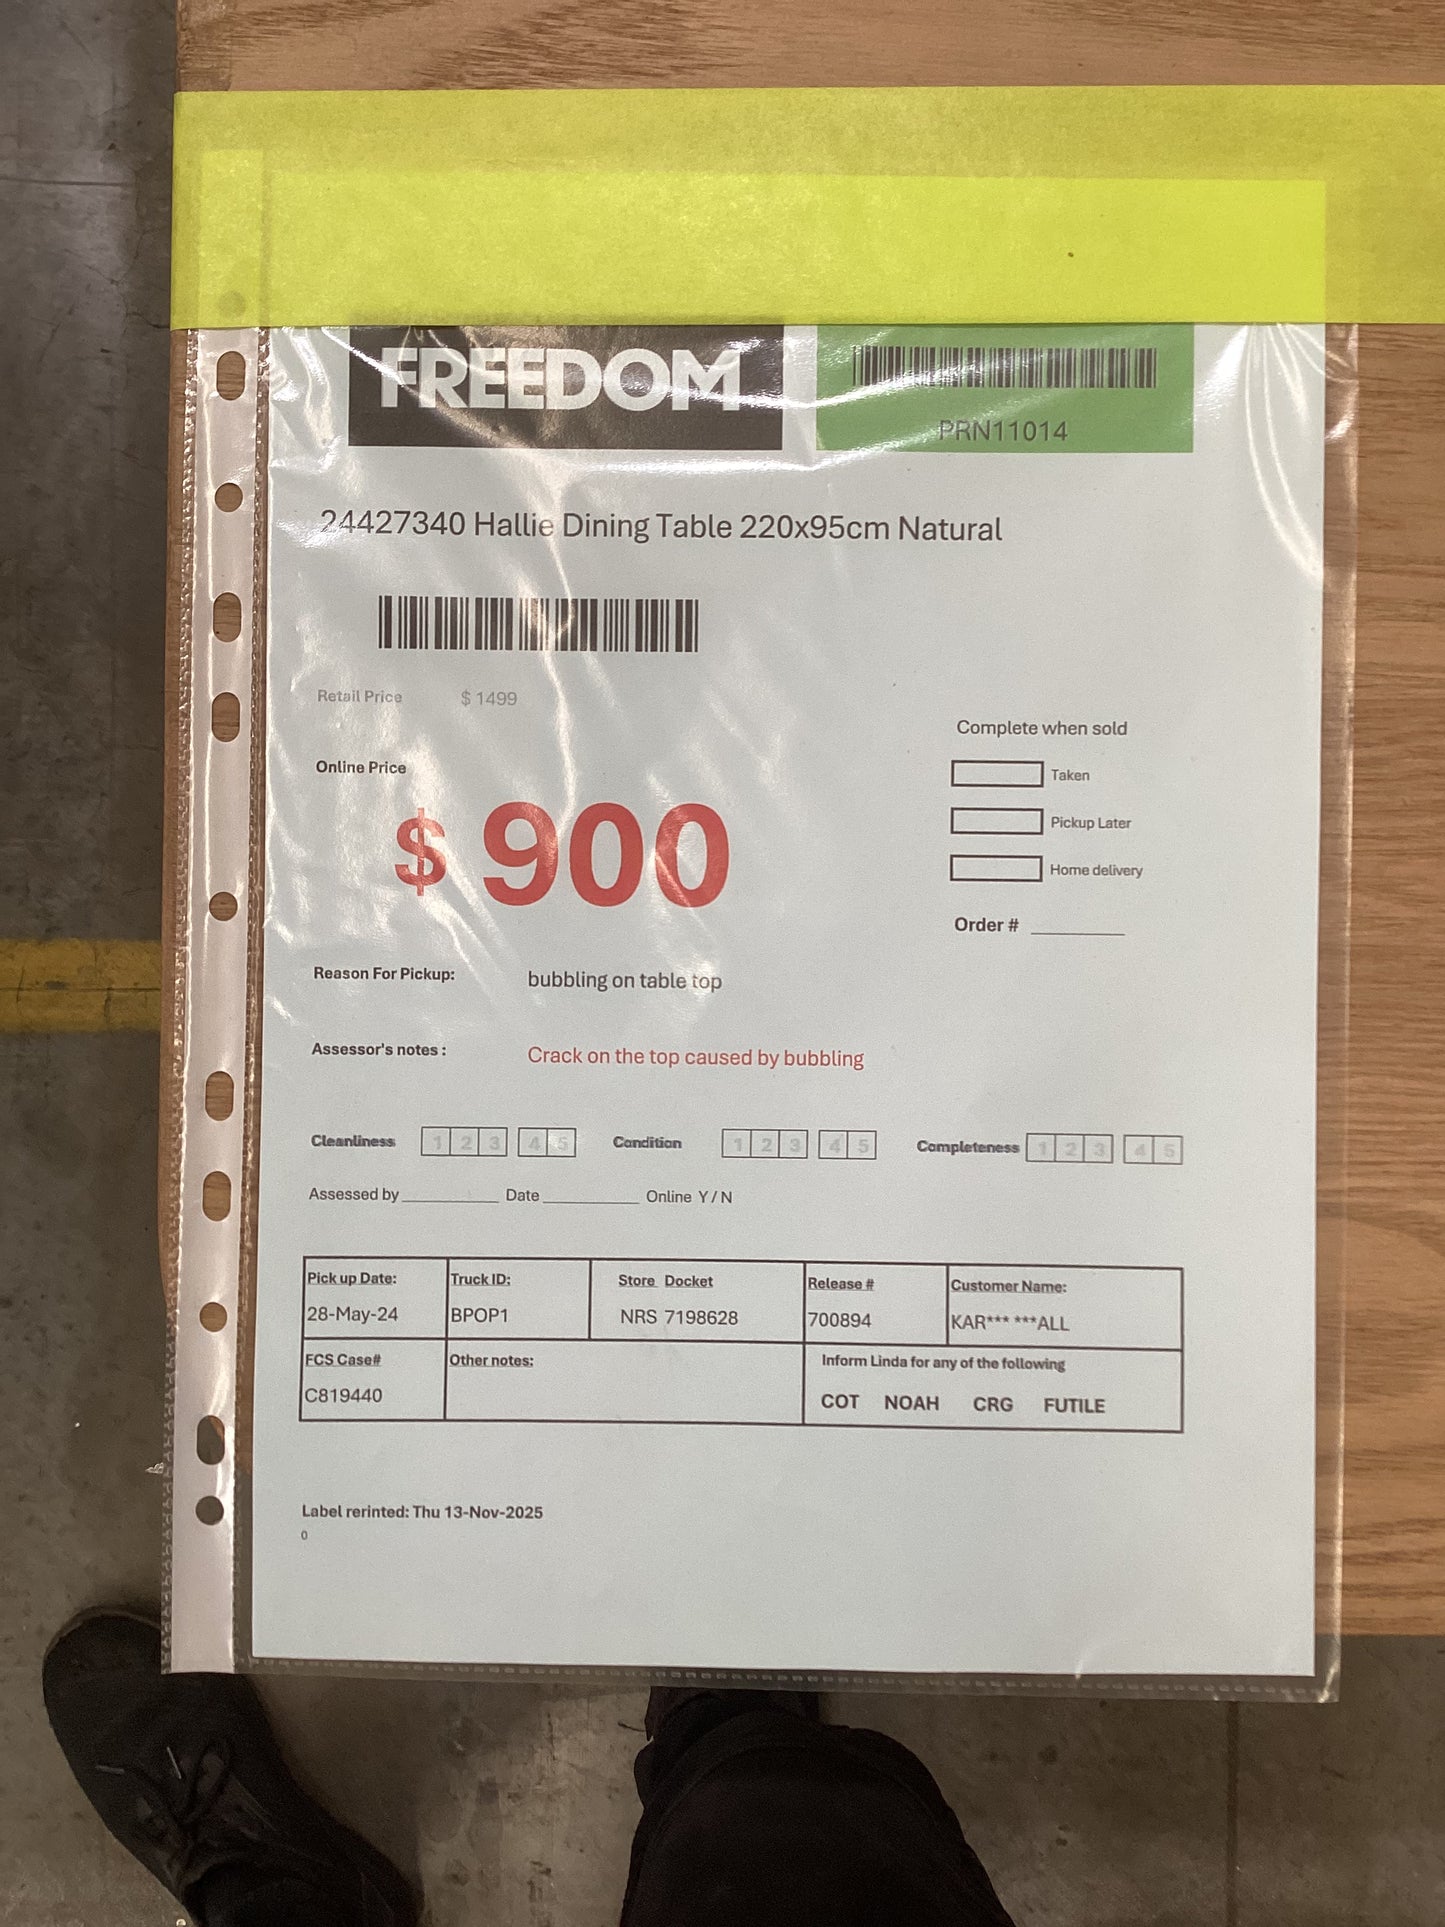 FREEDOM
PRN11014
24427340 Hallie Dining Table 220x95cm Natural
Retail Price $ 1499
Complete when sold
Online Price
Taken
$ 900
Pickup Later
Home delivery
Order # ________
Reason For Pickup: bubbling on table top
Assessor's notes : Crack on the top caused by bubbling
Cleanliness 1 2 3 4 5 Condition 1 2 3 4 5 Completeness 1 2 3 4 5
Assessed by ________ Date ________ Online Y / N
Pick up Date: Truck ID: Store Docket Release # Customer Name:
28-May-24 BPOP1 NRS 7198628 700894 KAR*** ***ALL
FCS Case# Other notes: Inform Linda for any of the following
C819440 COT NOAH CRG FUTILE
Label rerinted: Thu 13-Nov-2025
0